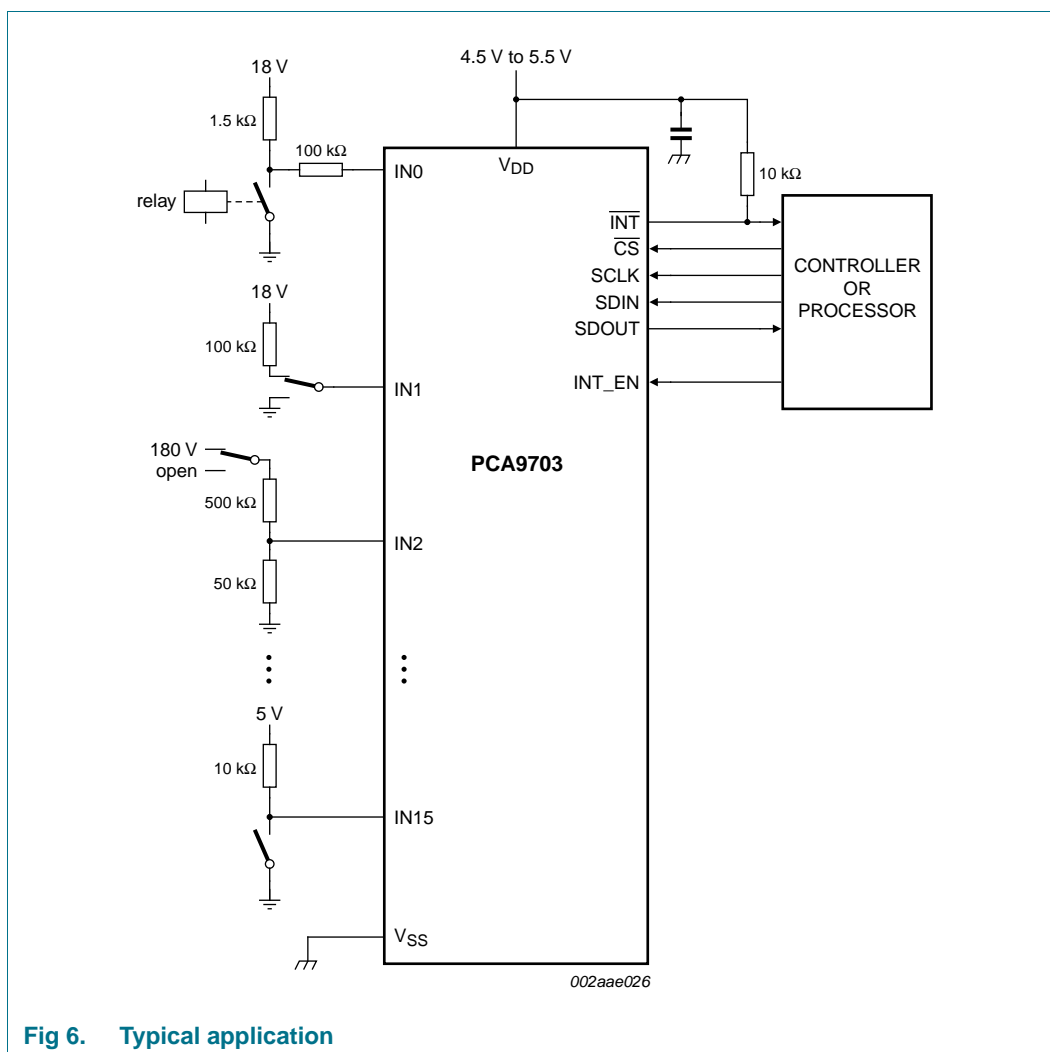 4.5 V to 5.5 V
18 V
1.5 kΩ
100 kΩ
IN0
VDD
10 kΩ
relay
INT
CS
SCLK
SDIN
SDOUT
INT_EN
CONTROLLER
OR
PROCESSOR
18 V
100 kΩ
IN1
180 V
open
PCA9703
500 kΩ
IN2
50 kΩ
5 V
10 kΩ
IN15
VSS
002aae026
Fig 6. Typical application